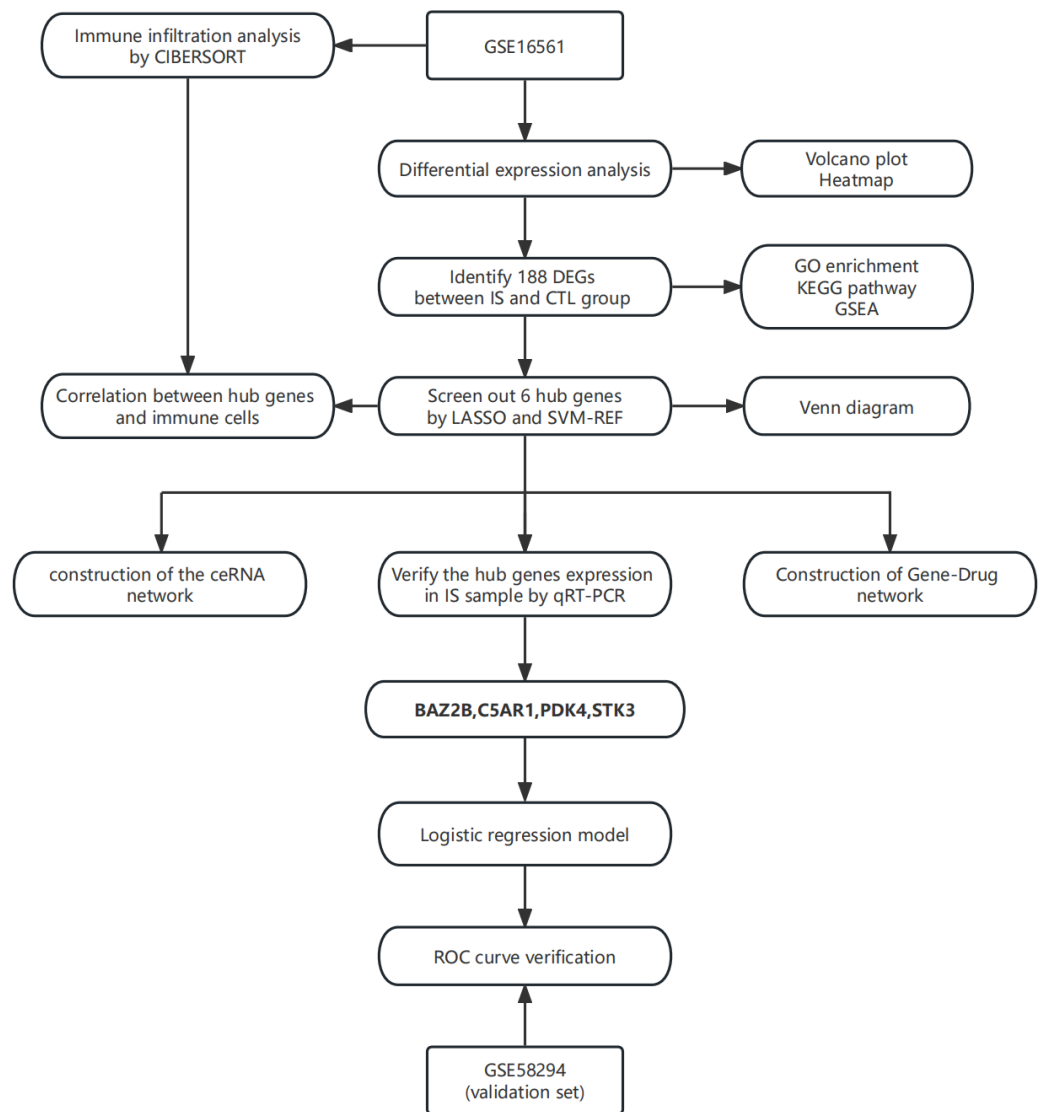 Immune infiltration analysis
by CIBERSORT
GSE16561
Differential expression analysis
Volcano plot
Heatmap
Identify 188 DEGs
between IS and CTL group
GO enrichment
KEGG pathway
GSEA
Correlation between hub genes
and immune cells
Screen out 6 hub genes
by LASSO and SVM-REF
Venn diagram
construction of the ceRNA
network
Verify the hub genes expression
in IS sample by qRT-PCR
Construction of Gene-Drug
network
BAZ2B,C5AR1,PDK4,STK3
Logistic regression model
ROC curve verification
GSE58294
(validation set)